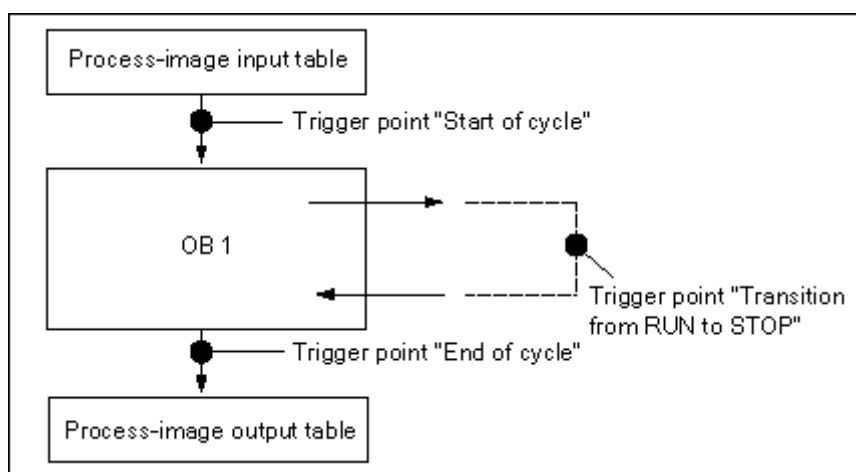 Process-image input table
Trigger point "Start of cycle"
OB 1
Trigger point "Transition
from RUN to STOP"
Trigger point "End of cycle"
Process-image output table